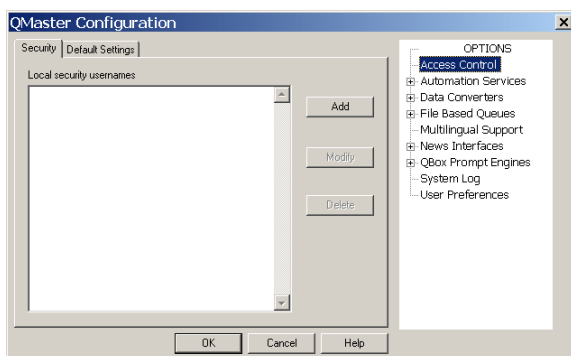 QMaster Configuration
Security
Default Settings
Local security usernames
Add
Modify
Delete
OK
Cancel
Help
OPTIONS
Access Control
Automation Services
Data Converters
File Based Queues
Multilingual Support
News Interfaces
QBox Prompt Engines
System Log
User Preferences